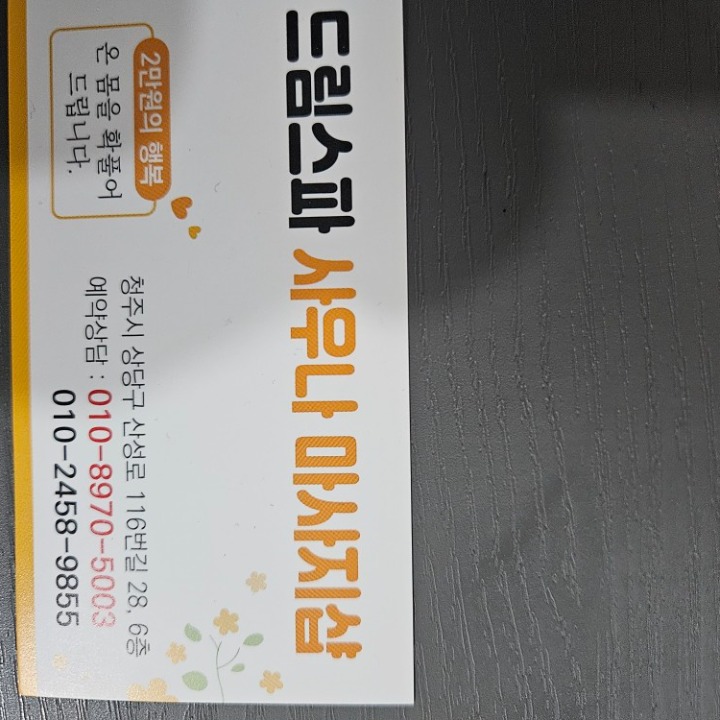 드림스파 사우나 마사지샵
2만원의 행복
온 몸을 확풀어
드립니다.
청주시 상당구 산성로 116번길 28, 6층
예약상담 : 010-8970-5003
010-2458-9855